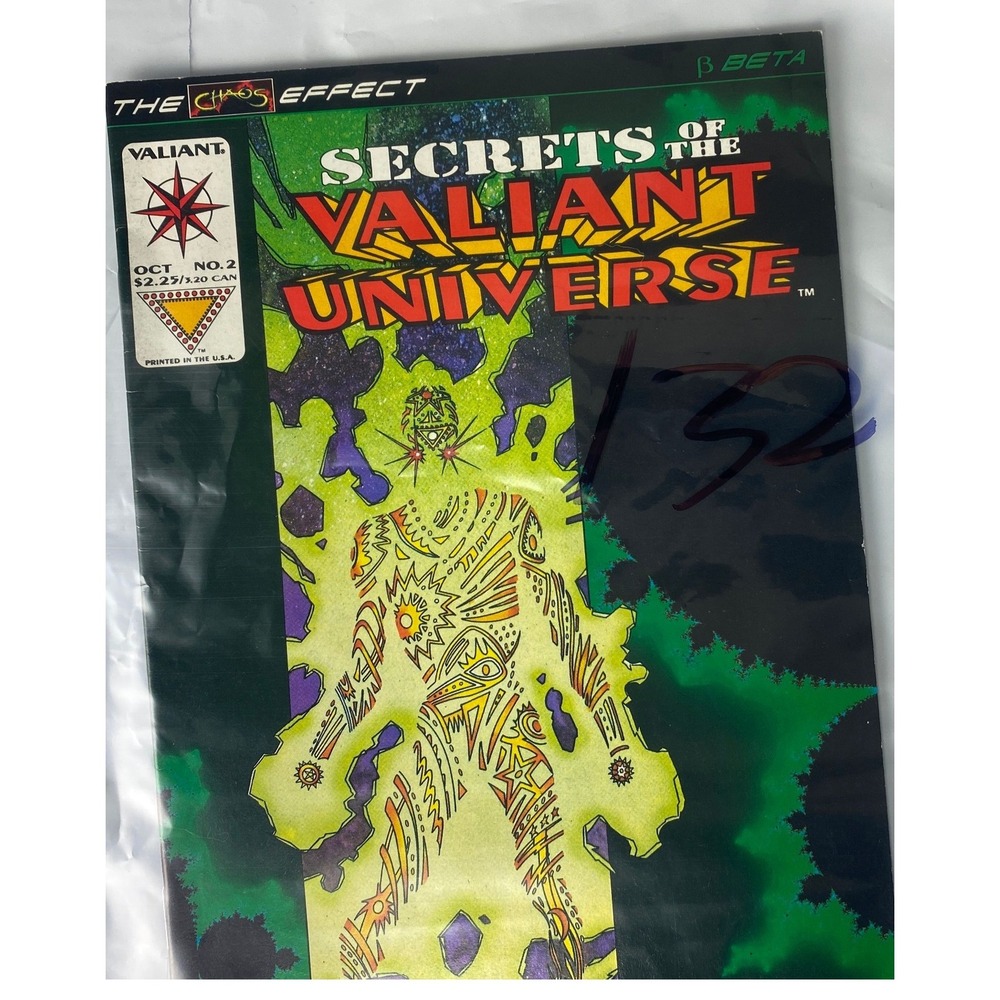 THE CHAOS EFFECT
β BETA
VALIANT®
OCT NO.2
$2.25/3.20 CAN
TM
PRINTED IN THE U.S.A.
SECRETS OF THE
VALIANT
UNIVERSE TM
132